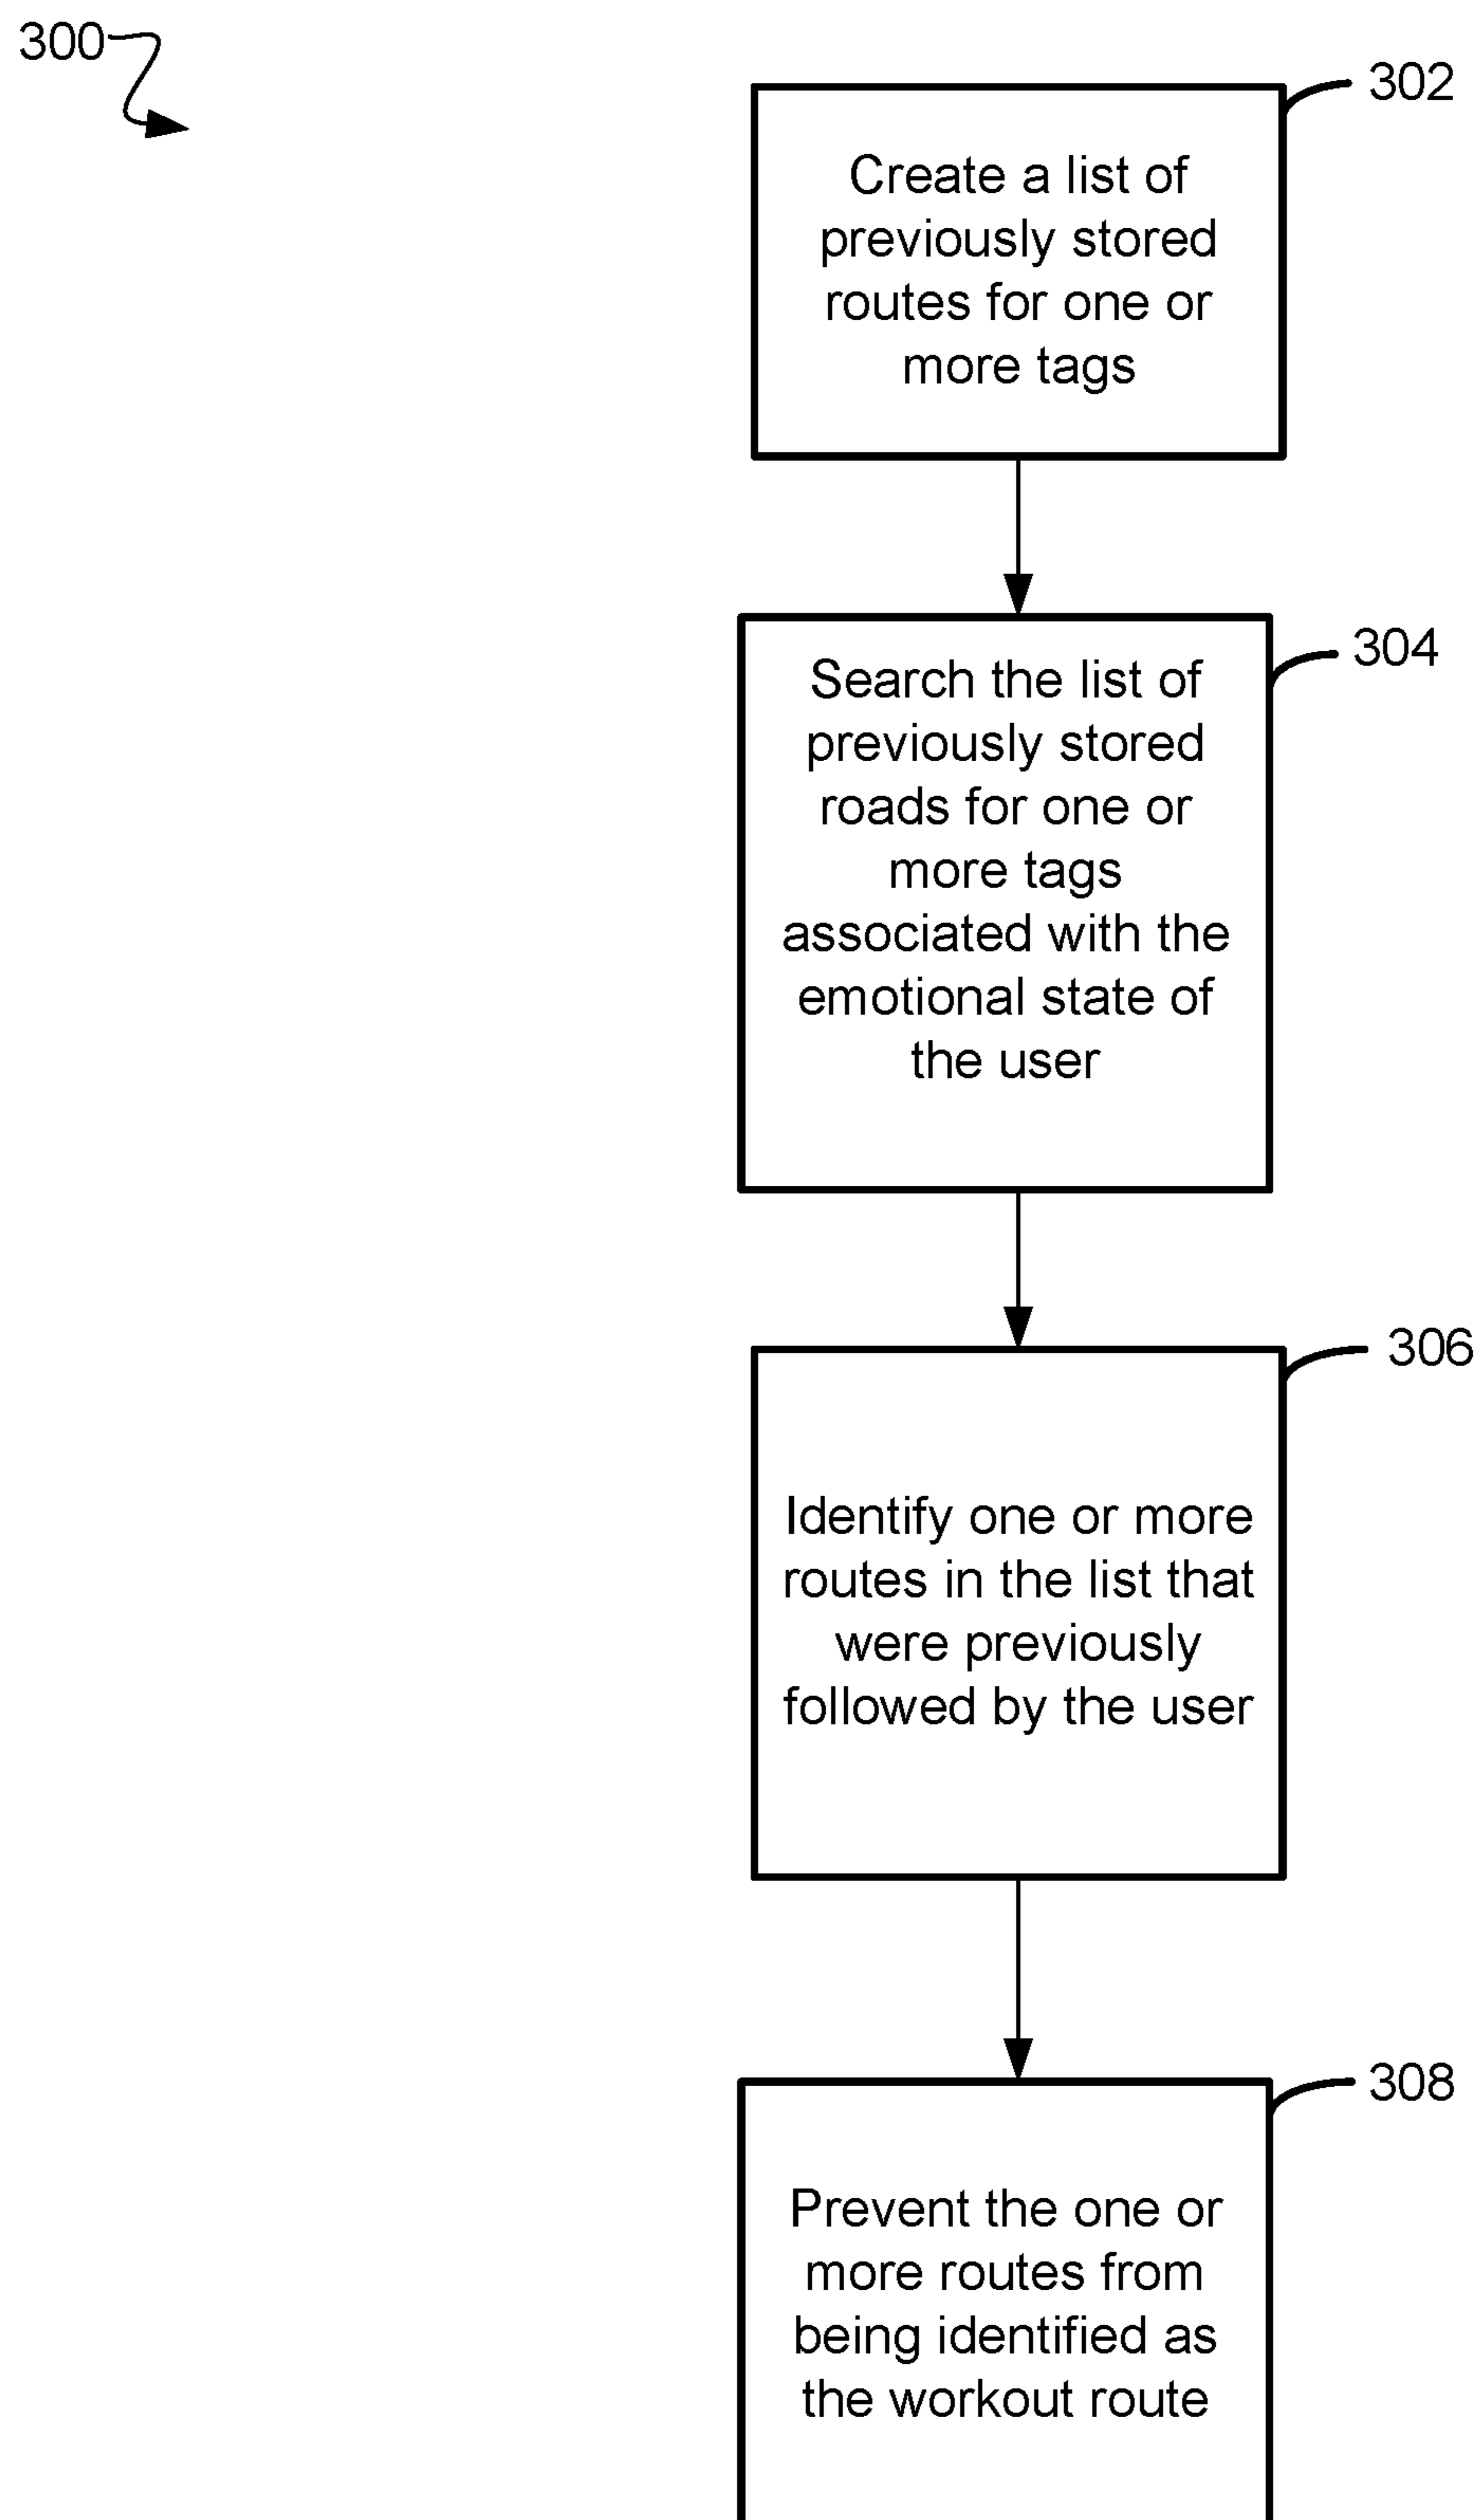 300
302
Create a list of
previously stored
routes for one or
more tags
304
Search the list of
previously stored
roads for one or
more tags
associated with the
emotional state of
the user
306
Identify one or more
routes in the list that
were previously
followed by the user
308
Prevent the one or
more routes from
being identified as
the workout route